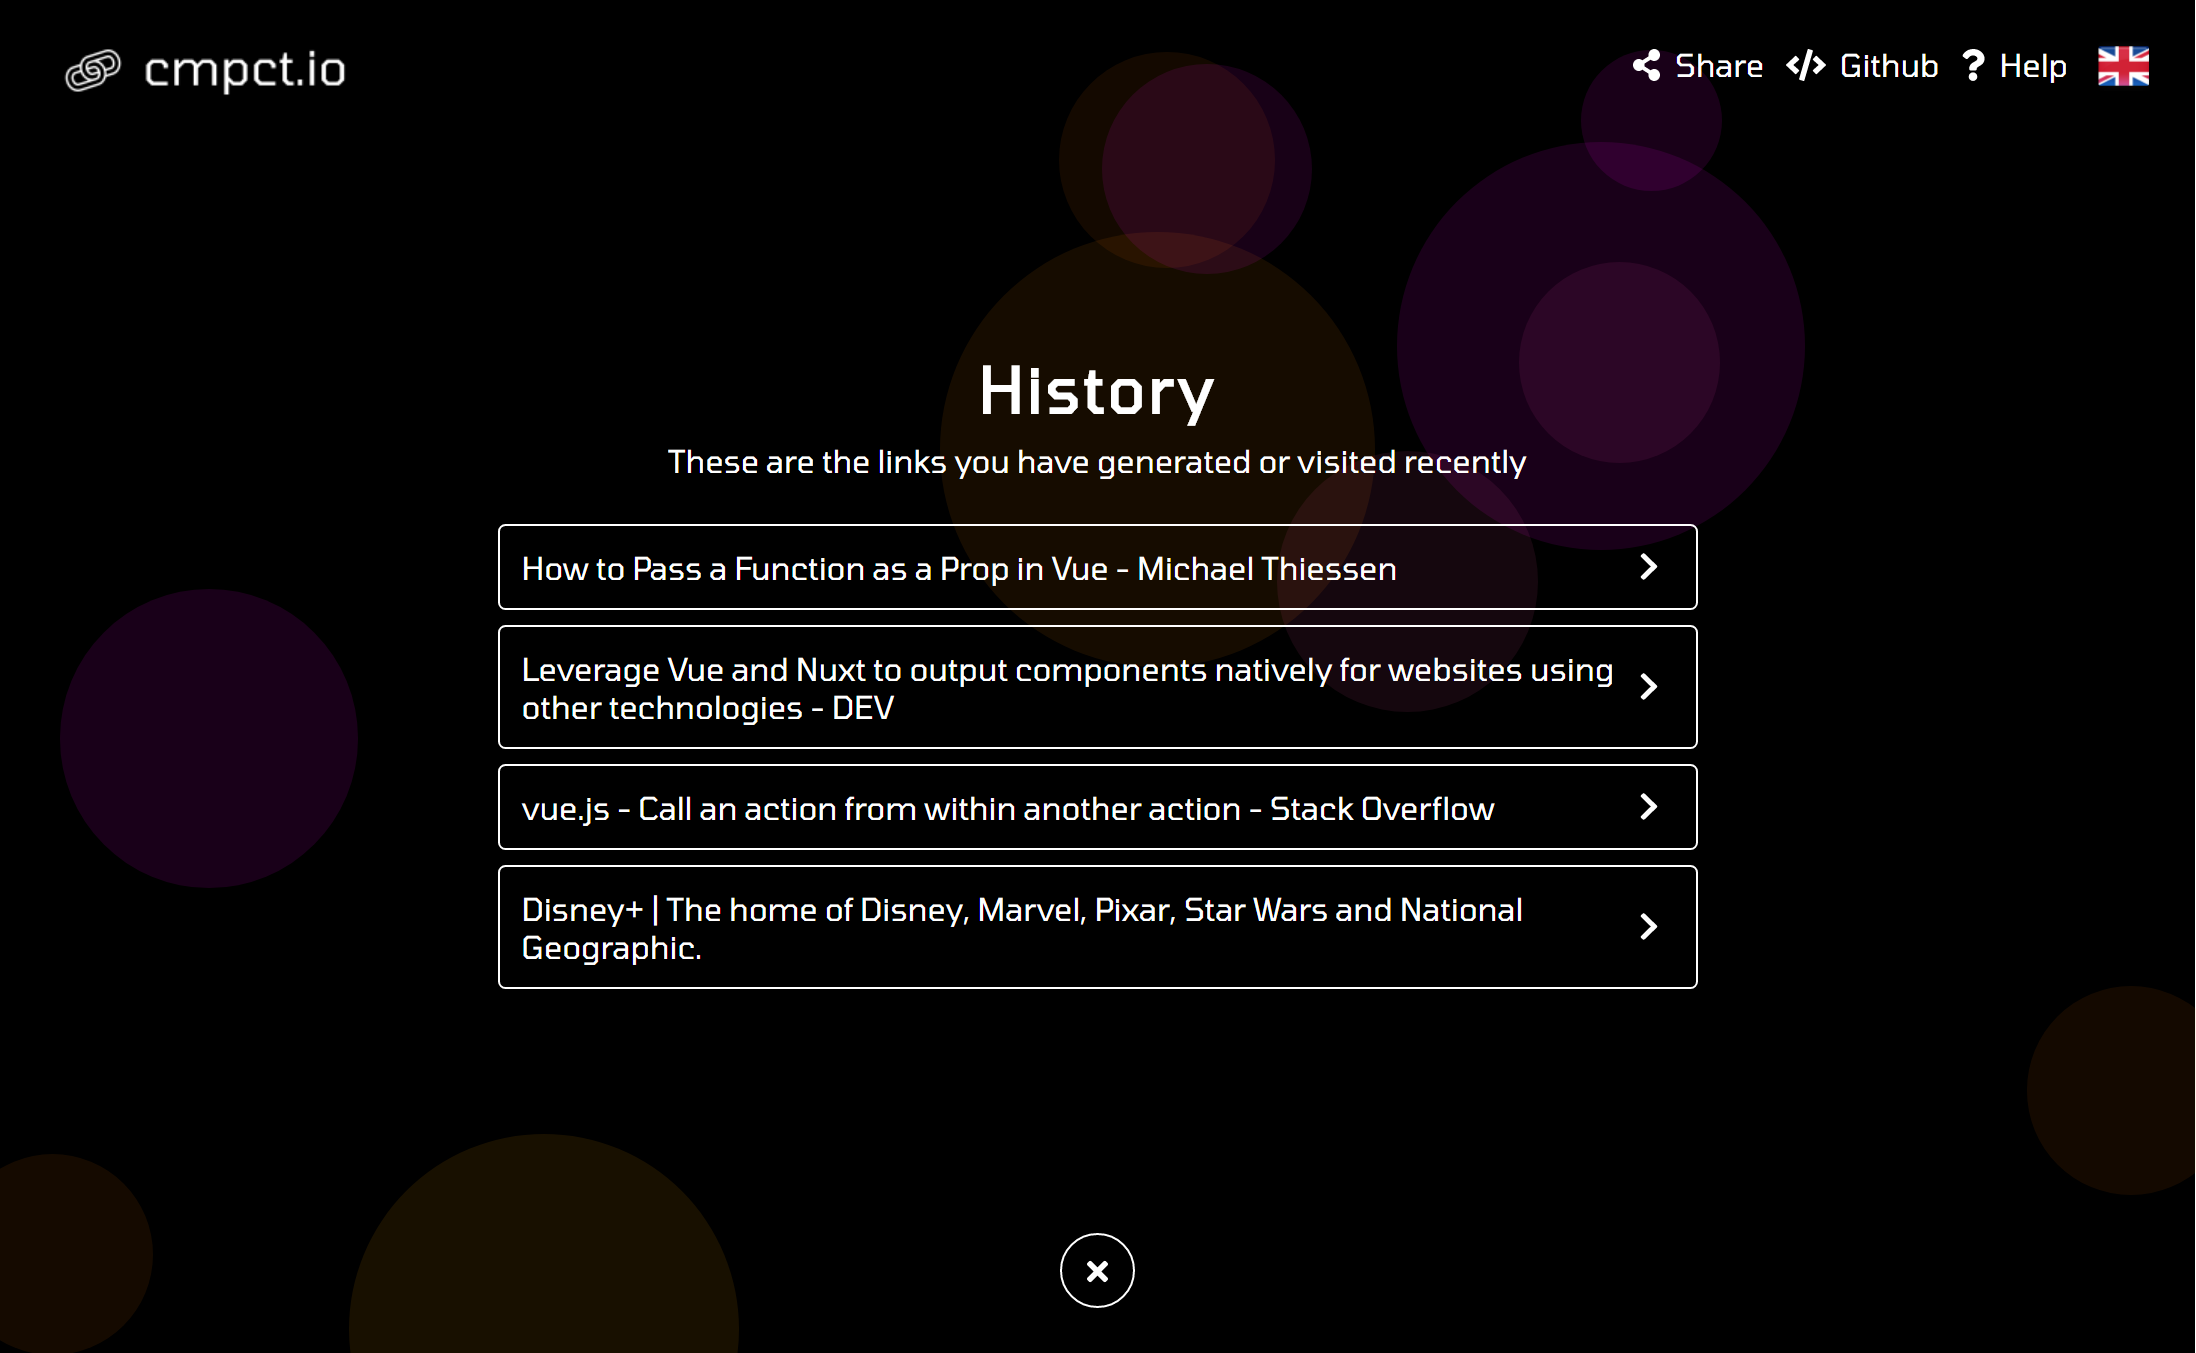 cmpct.io
Share
Github
Help
History
These are the links you have generated or visited recently
How to Pass a Function as a Prop in Vue - Michael Thiessen
Leverage Vue and Nuxt to output components natively for websites using
other technologies - DEV
vue.js - Call an action from within another action - Stack Overflow
Disney+ | The home of Disney, Marvel, Pixar, Star Wars and National
Geographic.